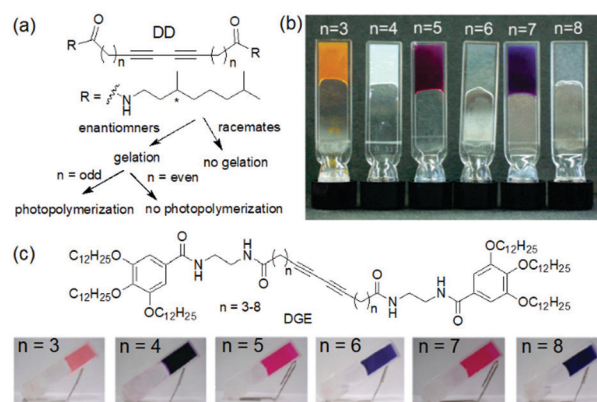 (a)
O
DD
O
R
R
n
n
R =
N
H
*
enantiomners
racemates
gelation
no gelation
n = odd
n = even
photopolymerization
no photopolymerization
(b)
n=3
n=4
n=5
n=6
n=7
n=8
(c)
C12H25O
C12H25O
OC12H25
O
N
H
H
N
O
n
n = 3-8
DGE
n
O
N
H
H
N
O
OC12H25
OC12H25
OC12H25
n = 3
n = 4
n = 5
n = 6
n = 7
n = 8